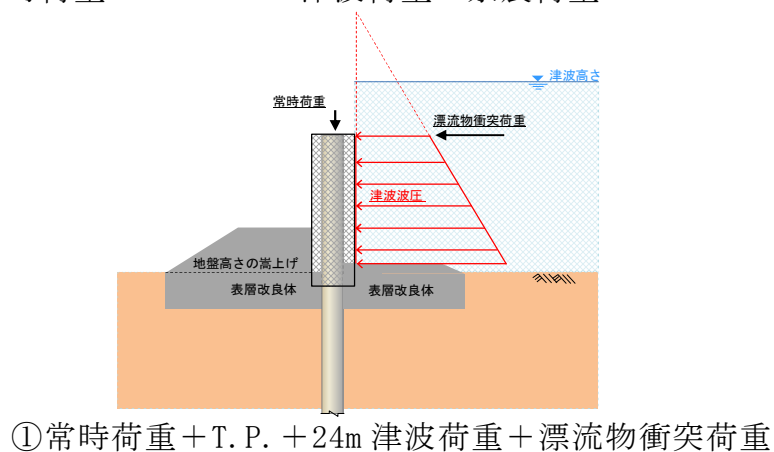 津波高さ
常時荷重
漂流物衝突荷重
津波波圧
地盤高さの嵩上げ
表層改良体
表層改良体
①常時荷重＋T.P.＋24m 津波荷重＋漂流物衝突荷重